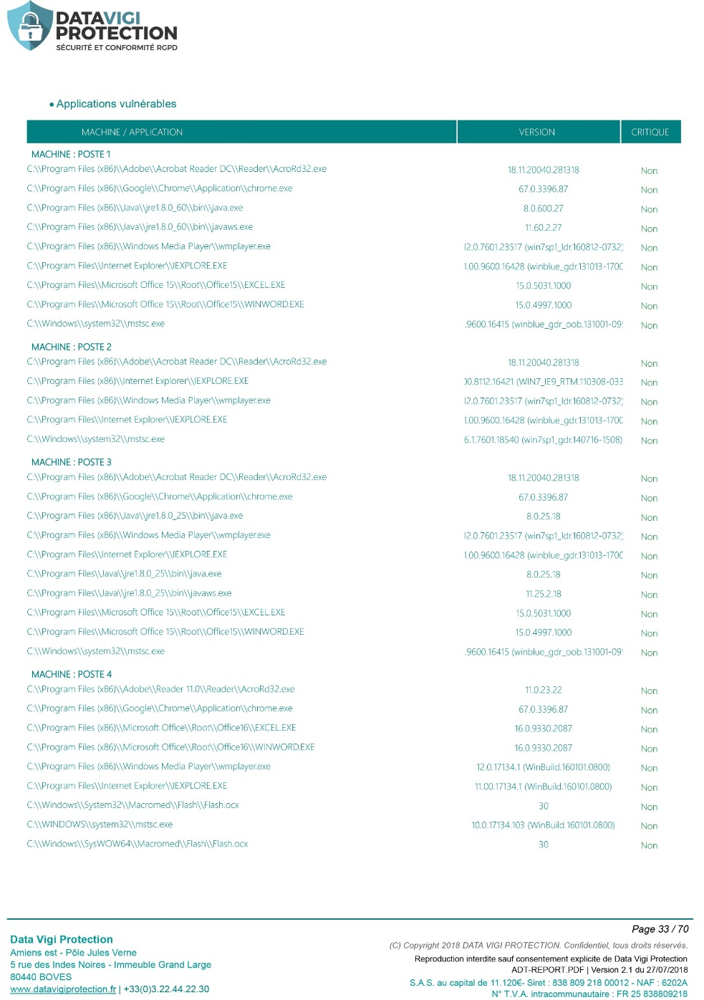 DATAVIGI
PROTECTION
SÉCURITÉ ET CONFORMITÉ RGPD
• Applications vulnérables
MACHINE / APPLICATION VERSION CRITIQUE
MACHINE : POSTE 1
C:\\Program Files (x86)\\Adobe\\Acrobat Reader DC\\Reader\\AcroRd32.exe 18.11.20040.281318 Non
C:\\Program Files (x86)\\Google\\Chrome\\Application\\chrome.exe 67.0.3396.87 Non
C:\\Program Files (x86)\\Java\\jre1.8.0_60\\bin\\java.exe 8.0.600.27 Non
C:\\Program Files (x86)\\Java\\jre1.8.0_60\\bin\\javaws.exe 11.60.2.27 Non
C:\\Program Files (x86)\\Windows Media Player\\wmplayer.exe 12.0.7601.23517 (win7sp1_ldr.160812-0732) Non
C:\\Program Files\\Internet Explorer\\IEXPLORE.EXE 1.00.9600.16428 (winblue_gdr.131013-170 Non
C:\\Program Files\\Microsoft Office 15\\Root\\Office15\\EXCEL.EXE 15.0.5031.1000 Non
C:\\Program Files\\Microsoft Office 15\\Root\\Office15\\WINWORD.EXE 15.0.4997.1000 Non
C:\\Windows\\system32\\mstsc.exe .9600.16415 (winblue_gdr_oob.131001-09 Non
MACHINE : POSTE 2
C:\\Program Files (x86)\\Adobe\\Acrobat Reader DC\\Reader\\AcroRd32.exe 18.11.20040.281318 Non
C:\\Program Files (x86)\\Internet Explorer\\IEXPLORE.EXE 00.8112.16421 (WIN7_IE9_RTM.110308-033 Non
C:\\Program Files (x86)\\Windows Media Player\\wmplayer.exe 12.0.7601.23517 (win7sp1_ldr.160812-0732) Non
C:\\Program Files\\Internet Explorer\\IEXPLORE.EXE 1.00.9600.16428 (winblue_gdr.131013-170 Non
C:\\Windows\\system32\\mstsc.exe 6.1.7601.18540 (win7sp1_gdr.140716-1508) Non
MACHINE : POSTE 3
C:\\Program Files (x86)\\Adobe\\Acrobat Reader DC\\Reader\\AcroRd32.exe 18.11.20040.281318 Non
C:\\Program Files (x86)\\Google\\Chrome\\Application\\chrome.exe 67.0.3396.87 Non
C:\\Program Files (x86)\\Java\\jre1.8.0_25\\bin\\java.exe 8.0.25.18 Non
C:\\Program Files (x86)\\Windows Media Player\\wmplayer.exe 12.0.7601.23517 (win7sp1_ldr.160812-0732) Non
C:\\Program Files\\Internet Explorer\\IEXPLORE.EXE 1.00.9600.16428 (winblue_gdr.131013-170 Non
C:\\Program Files\\Java\\jre1.8.0_25\\bin\\java.exe 8.0.25.18 Non
C:\\Program Files\\Java\\jre1.8.0_25\\bin\\javaws.exe 11.25.2.18 Non
C:\\Program Files\\Microsoft Office 15\\Root\\Office15\\EXCEL.EXE 15.0.5031.1000 Non
C:\\Program Files\\Microsoft Office 15\\Root\\Office15\\WINWORD.EXE 15.0.4997.1000 Non
C:\\Windows\\system32\\mstsc.exe .9600.16415 (winblue_gdr_oob.131001-09 Non
MACHINE : POSTE 4
C:\\Program Files (x86)\\Adobe\\Reader 11.0\\Reader\\AcroRd32.exe 11.0.23.22 Non
C:\\Program Files (x86)\\Google\\Chrome\\Application\\chrome.exe 67.0.3396.87 Non
C:\\Program Files (x86)\\Microsoft Office\\Root\\Office16\\EXCEL.EXE 16.0.9330.2087 Non
C:\\Program Files (x86)\\Microsoft Office\\Root\\Office16\\WINWORD.EXE 16.0.9330.2087 Non
C:\\Program Files (x86)\\Windows Media Player\\wmplayer.exe 12.0.17134.1 (WinBuild.160101.0800) Non
C:\\Program Files\\Internet Explorer\\IEXPLORE.EXE 11.00.17134.1 (WinBuild.160101.0800) Non
C:\\Windows\\System32\\Macromed\\Flash\\Flash.ocx 30 Non
C:\\WINDOWS\\system32\\mstsc.exe 10.0.17134.103 (WinBuild.160101.0800) Non
C:\\Windows\\SysWOW64\\Macromed\\Flash\\Flash.ocx 30 Non
Page 33 / 70
Data Vigi Protection
Amiens est - Pôle Jules Verne
5 rue des Indes Noires - Immeuble Grand Large
80440 BOVES
www.datavigiprotection.fr | +33(0)3.22.44.22.30
(C) Copyright 2018 DATA VIGI PROTECTION. Confidentiel, tous droits réservés.
Reproduction interdite sauf consentement explicite de Data Vigi Protection
ADT-REPORT.PDF | Version 2.1 du 27/07/2018
S.A.S. au capital de 11.120€- Siret : 838 809 218 00012 - NAF : 6202A
N° T.V.A. intracommunautaire : FR 25 838809218